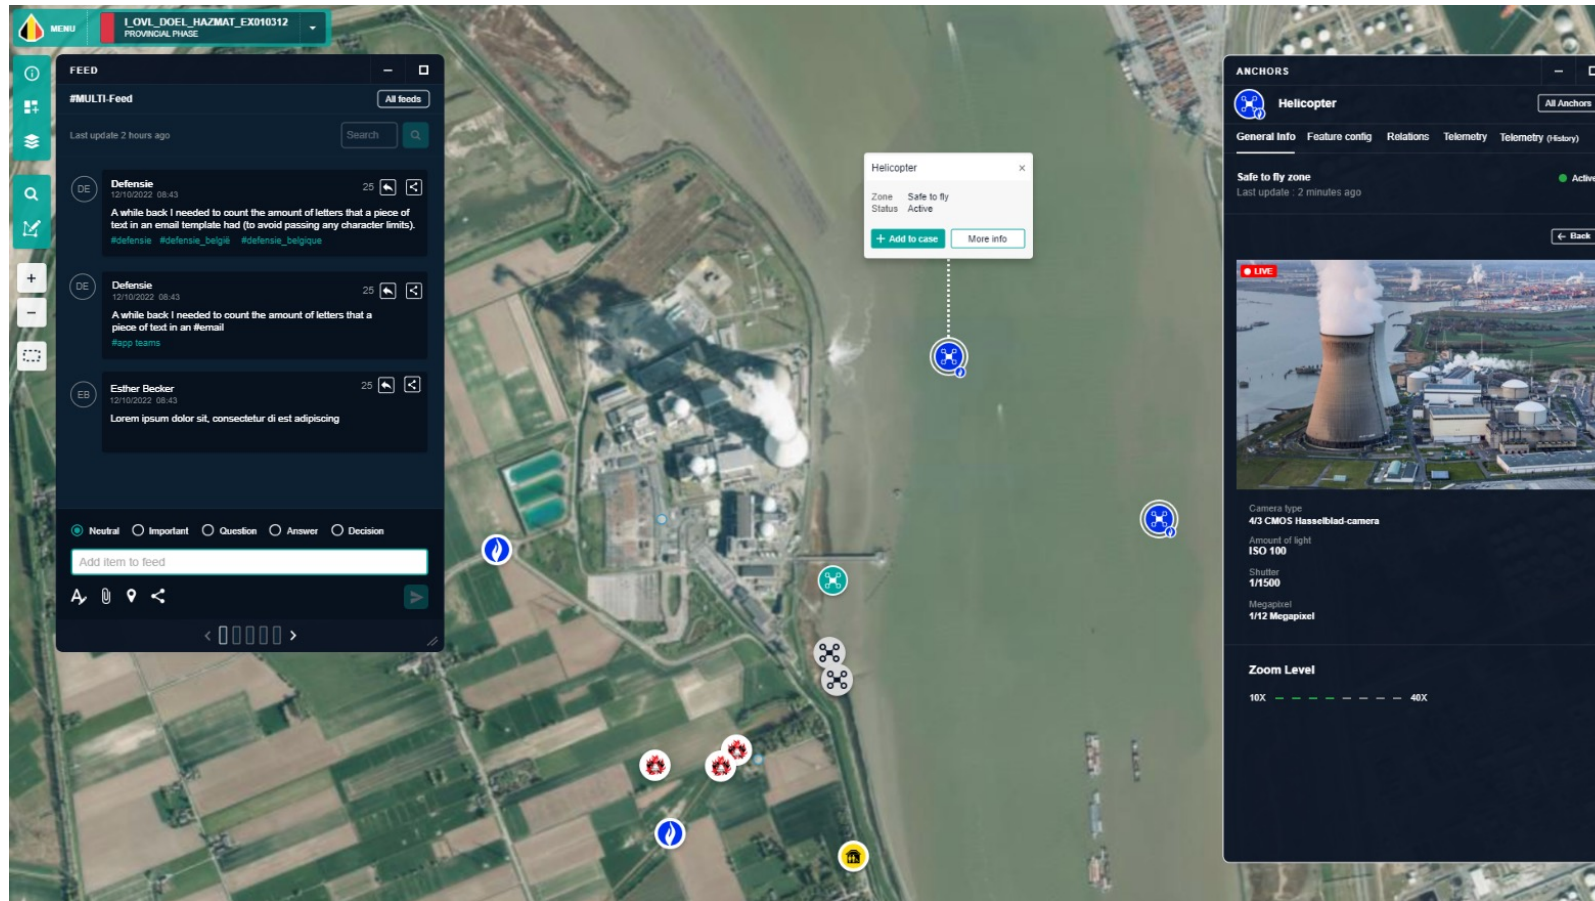 MENU
I_OVL_DOEL_HAZMAT_EX010312
PROVINCIAL PHASE
FEED
#MULTI-Feed
All feeds
Last update 2 hours ago
Search
DE
Defensie
12/10/2022 08:43
25
A while back I needed to count the amount of letters that a piece of
text in an email template had (to avoid passing any character limits).
#defensie #defensie_belgië #defensie_belgique
DE
Defensie
12/10/2022 08:43
25
A while back I needed to count the amount of letters that a
piece of text in an #email
#app teams
EB
Esther Becker
12/10/2022 08:43
25
Lorem ipsum dolor sit, consectetur di est adipiscing
Neutral Important Question Answer Decision
Add item to feed
Helicopter
Zone Safe to fly
Status Active
+ Add to case
More info
ANCHORS
Helicopter
All Anchors
General Info Feature config Relations Telemetry Telemetry (History)
Safe to fly zone
Active
Last update : 2 minutes ago
Back
LIVE
Camera type
4/3 CMOS Hasselblad-camera
Amount of light
ISO 100
Shutter
1/1500
Megapixel
1/12 Megapixel
Zoom Level
10X 40X